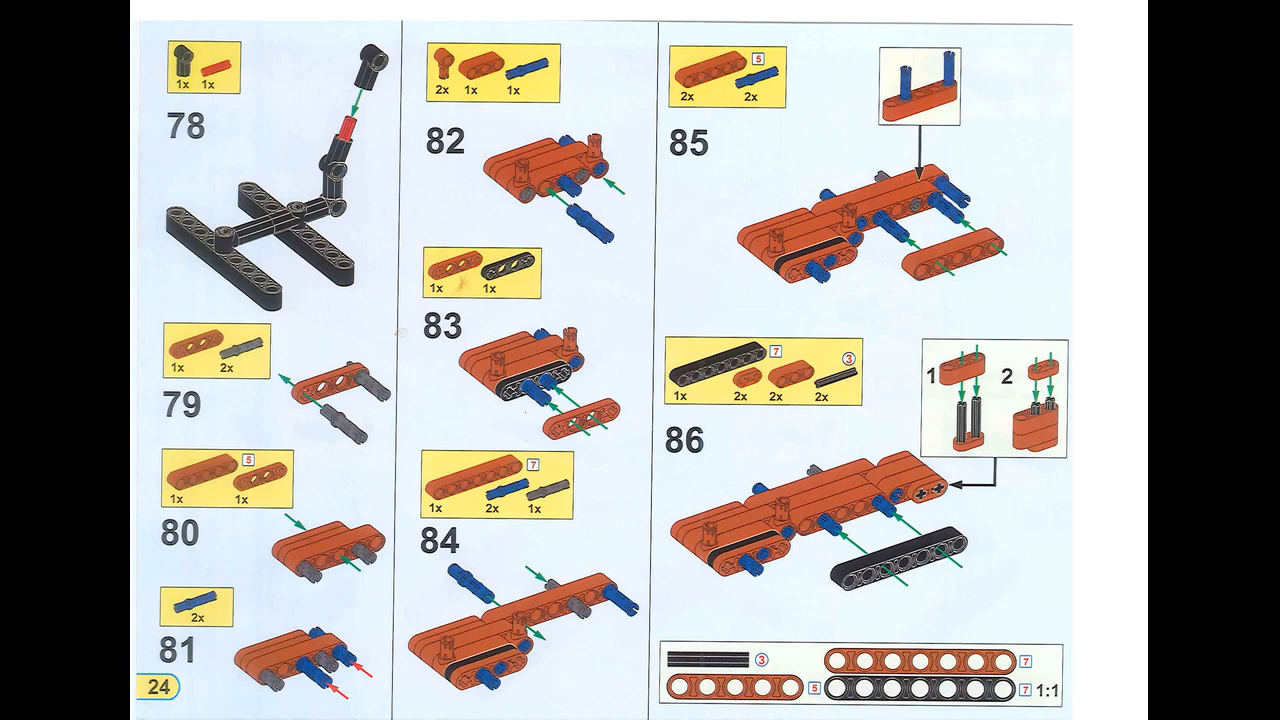 1x 1x
78
1x 2x
79
5
1x 1x
80
2x
81
24
2x 1x 1x
82
1x 1x
83
7
1x 2x 1x
84
5
2x 2x
85
7 3
1x 2x 2x 2x
86
1 2
3 7
5 7 1:1